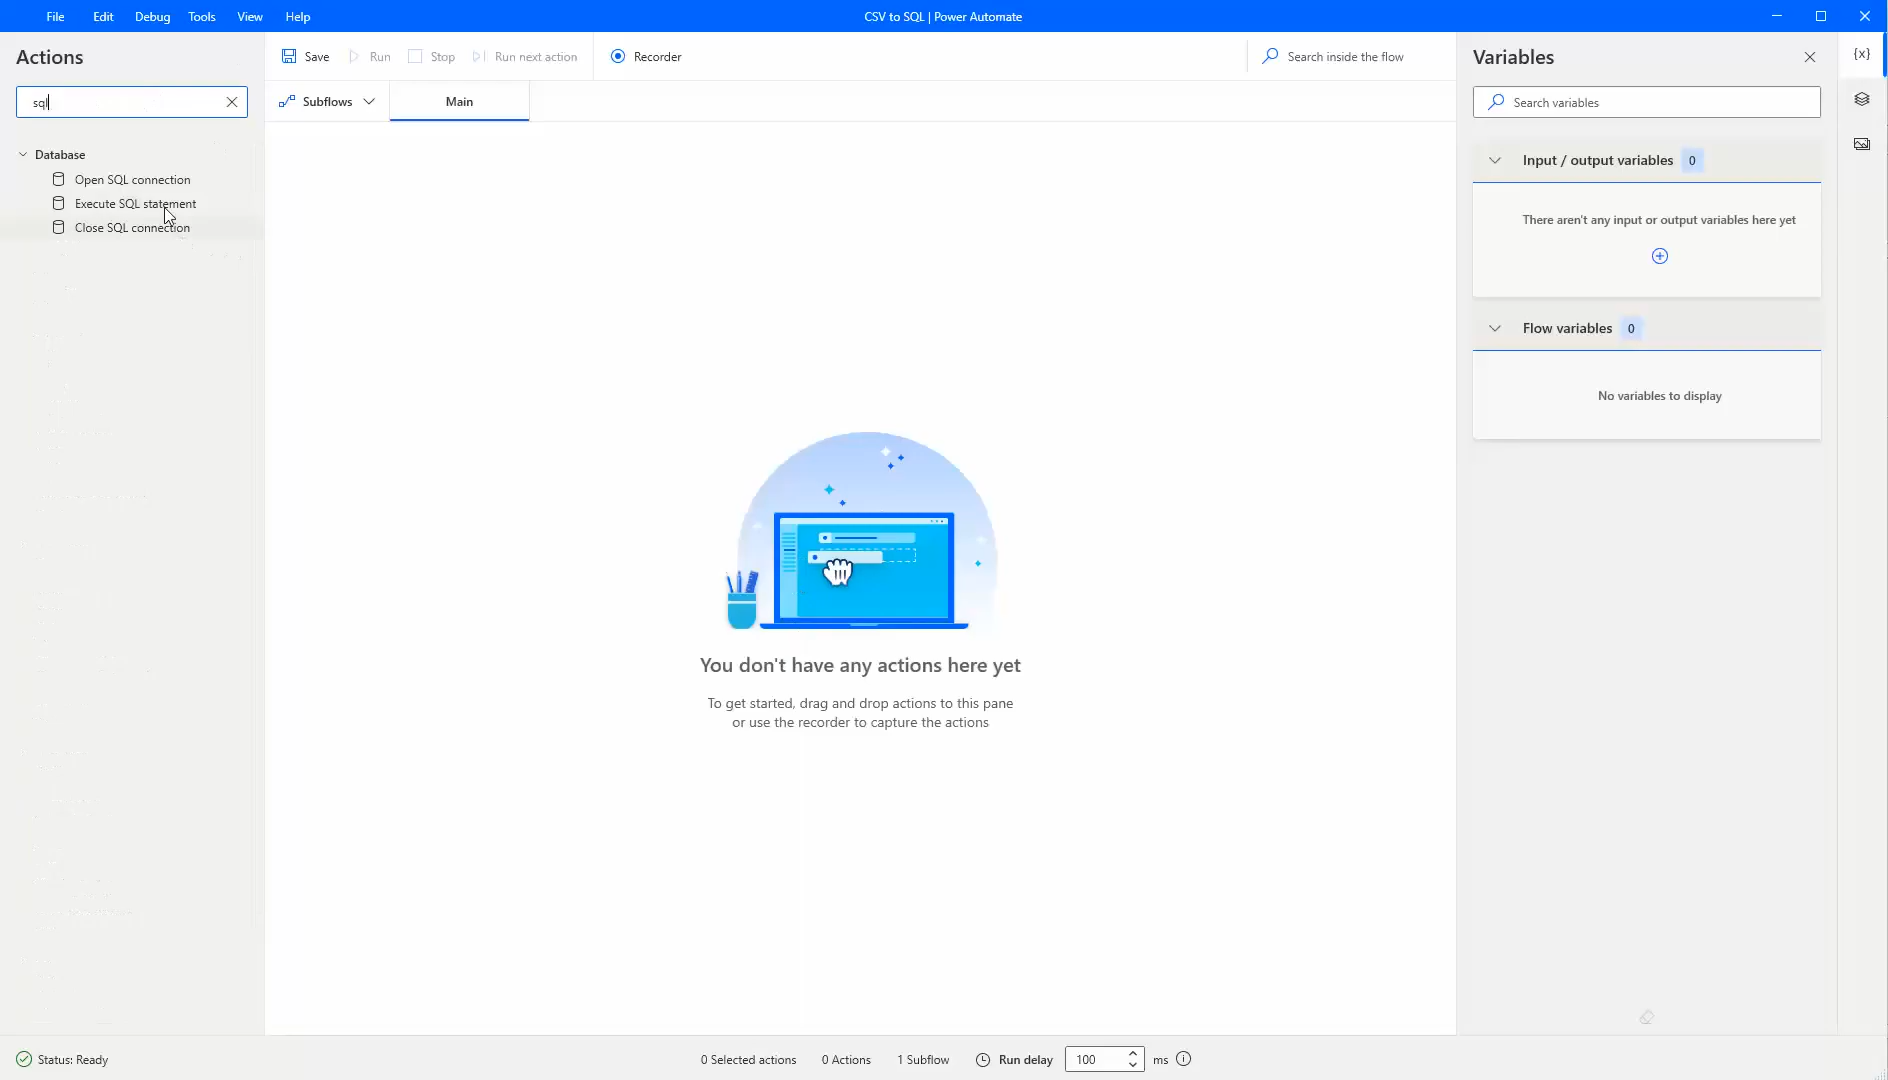 File Edit Debug Tools View Help
CSV to SQL | Power Automate
Actions
sql
Database
Open SQL connection
Execute SQL statement
Close SQL connection
Save Run Stop Run next action Recorder
Search inside the flow
Subflows Main
You don't have any actions here yet
To get started, drag and drop actions to this pane
or use the recorder to capture the actions
Variables
{x}
Search variables
Input / output variables 0
There aren't any input or output variables here yet
Flow variables 0
No variables to display
Status: Ready
0 Selected actions 0 Actions 1 Subflow Run delay 100 ms